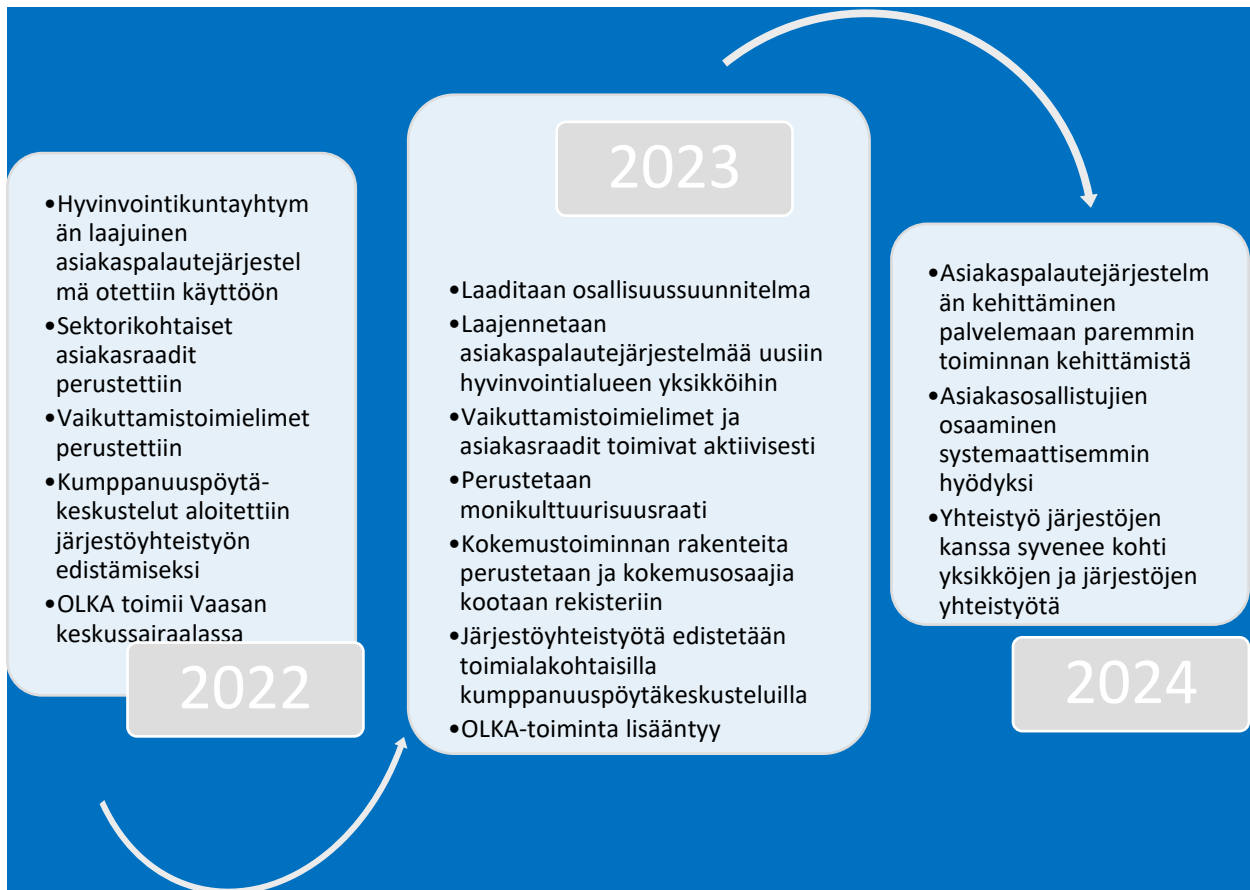 •Hyvinvointikuntayhtym
än laajuinen
asiakaspalautejärjestel
mä otettiin käyttöön
•Sektorikohtaiset
asiakasraadit
perustettiin
•Vaikuttamistoimielimet
perustettiin
•Kumppanuuspöytä-
keskustelut aloitettiin
järjestöyhteistyön
edistämiseksi
•OLKA toimii Vaasan
keskussairaalassa
2022
2023
•Laaditaan osallisuussuunnitelma
•Laajennetaan
asiakaspalautejärjestelmää uusiin
hyvinvointialueen yksikköihin
•Vaikuttamistoimielimet ja
asiakasraadit toimivat aktiivisesti
•Perustetaan
monikulttuurisuusraati
•Kokemustoiminnan rakenteita
perustetaan ja kokemusosaajia
kootaan rekisteriin
•Järjestöyhteistyötä edistetään
toimialakohtaisilla
kumppanuuspöytäkeskusteluilla
•OLKA-toiminta lisääntyy
•Asiakaspalautejärjestelm
än kehittäminen
palvelemaan paremmin
toiminnan kehittämistä
•Asiakasosallistujien
osaaminen
systemaattisemmin
hyödyksi
•Yhteistyö järjestöjen
kanssa syvenee kohti
yksikköjen ja järjestöjen
yhteistyötä
2024